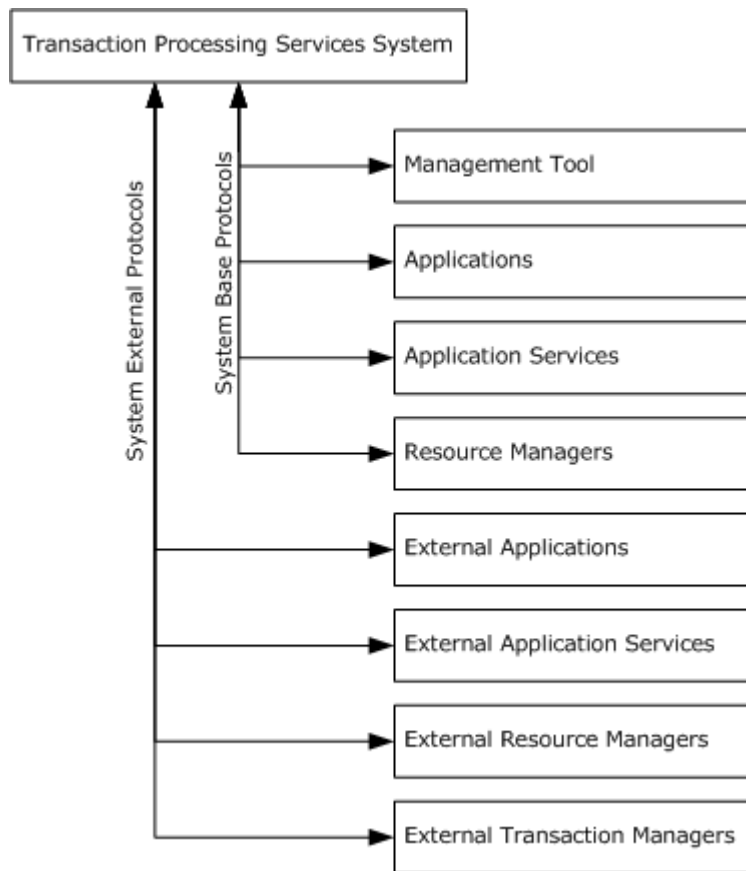 Transaction Processing Services System
System External Protocols
System Base Protocols
Management Tool
Applications
Application Services
Resource Managers
External Applications
External Application Services
External Resource Managers
External Transaction Managers